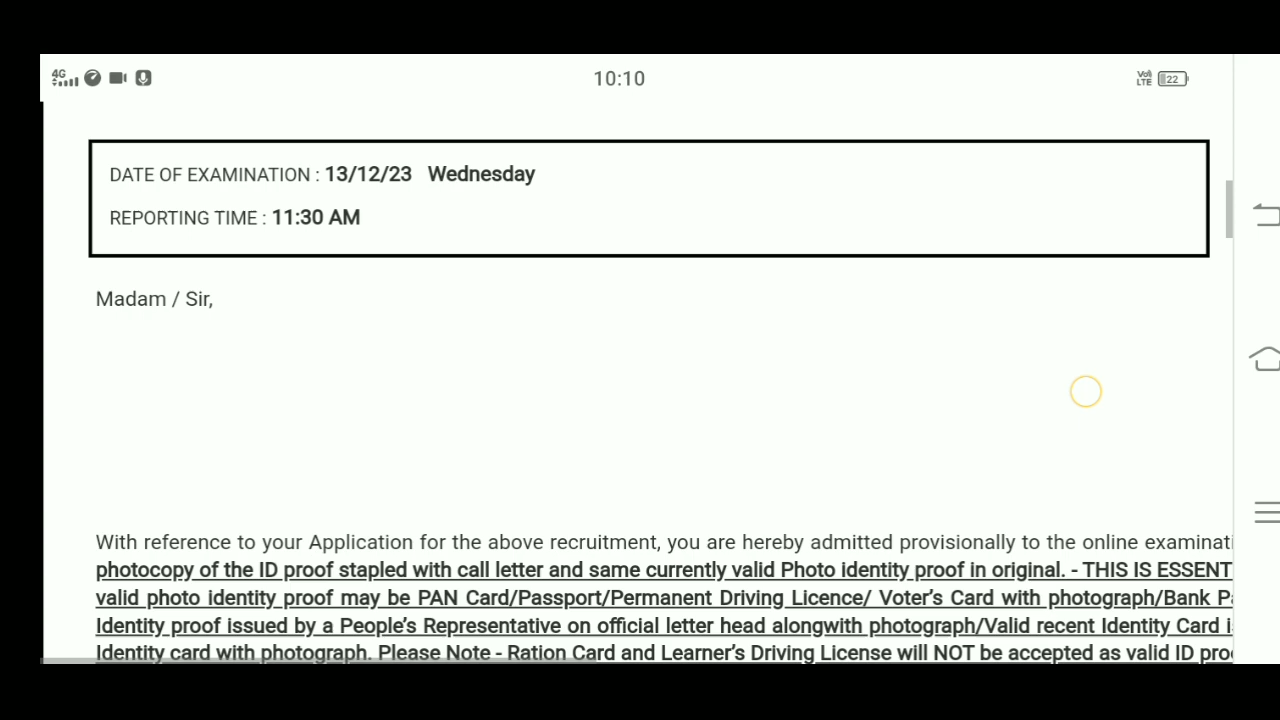 4G 10:10 Vo) LTE 22
DATE OF EXAMINATION : 13/12/23 Wednesday
REPORTING TIME : 11:30 AM
Madam / Sir,
With reference to your Application for the above recruitment, you are hereby admitted provisionally to the online
photocopy of the ID proof stapled with call letter and same currently valid Photo identity proof in original. - THIS IS
valid photo identity proof may be PAN Card/Passport/Permanent Driving Licence/ Voter's Card with photograph/Bank
Identity proof issued by a People's Representative on official letter head alongwith photograph/Valid recent Identity Card
Identity card with photograph. Please Note - Ration Card and Learner's Driving License will NOT be accepted as valid ID